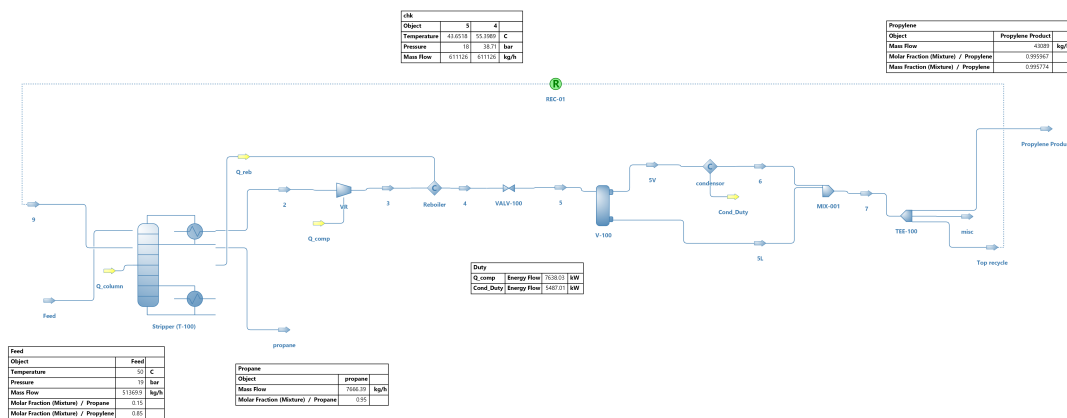 chk
Object 5 4
Temperature 43.6518 55.3989 C
Pressure 18 38.71 bar
Mass Flow 611126 611126 kg/h
Propylene
Object Propylene Product
Mass Flow 43089 kg/
Molar Fraction (Mixture) / Propylene 0.995967
Mass Fraction (Mixture) / Propylene 0.995774
R
REC-01
Propylene Produ
Q_reb
5V
C
condensor
6
9
2
VR
3
C
Reboiler
4
VALV-100
5
Cond_Duty
MIX-001
7
TEE-100
misc
Q_comp
V-100
5L
Top recycle
Q_column
Feed
Stripper (T-100)
propane
Duty
Q_comp Energy Flow 7638.03 kW
Cond_Duty Energy Flow 5487.01 kW
Feed
Object Feed
Temperature 50 C
Pressure 19 bar
Mass Flow 51369.9 kg/h
Molar Fraction (Mixture) / Propane 0.15
Molar Fraction (Mixture) / Propylene 0.85
Propane
Object propane
Mass Flow 7666.39 kg/h
Molar Fraction (Mixture) / Propane 0.95